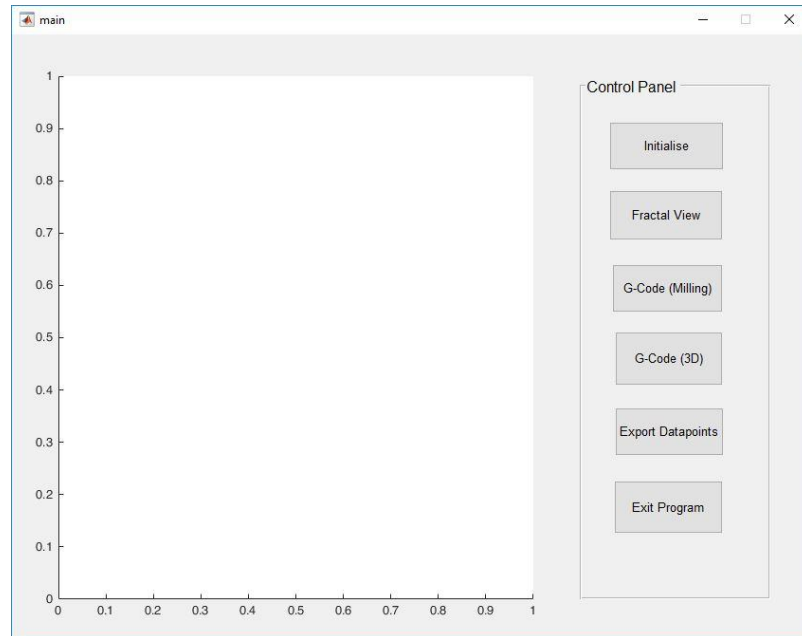 main
Control Panel
Initialise
Fractal View
G-Code (Milling)
G-Code (3D)
Export Datapoints
Exit Program
1
0.9
0.8
0.7
0.6
0.5
0.4
0.3
0.2
0.1
0
0 0.1 0.2 0.3 0.4 0.5 0.6 0.7 0.8 0.9 1